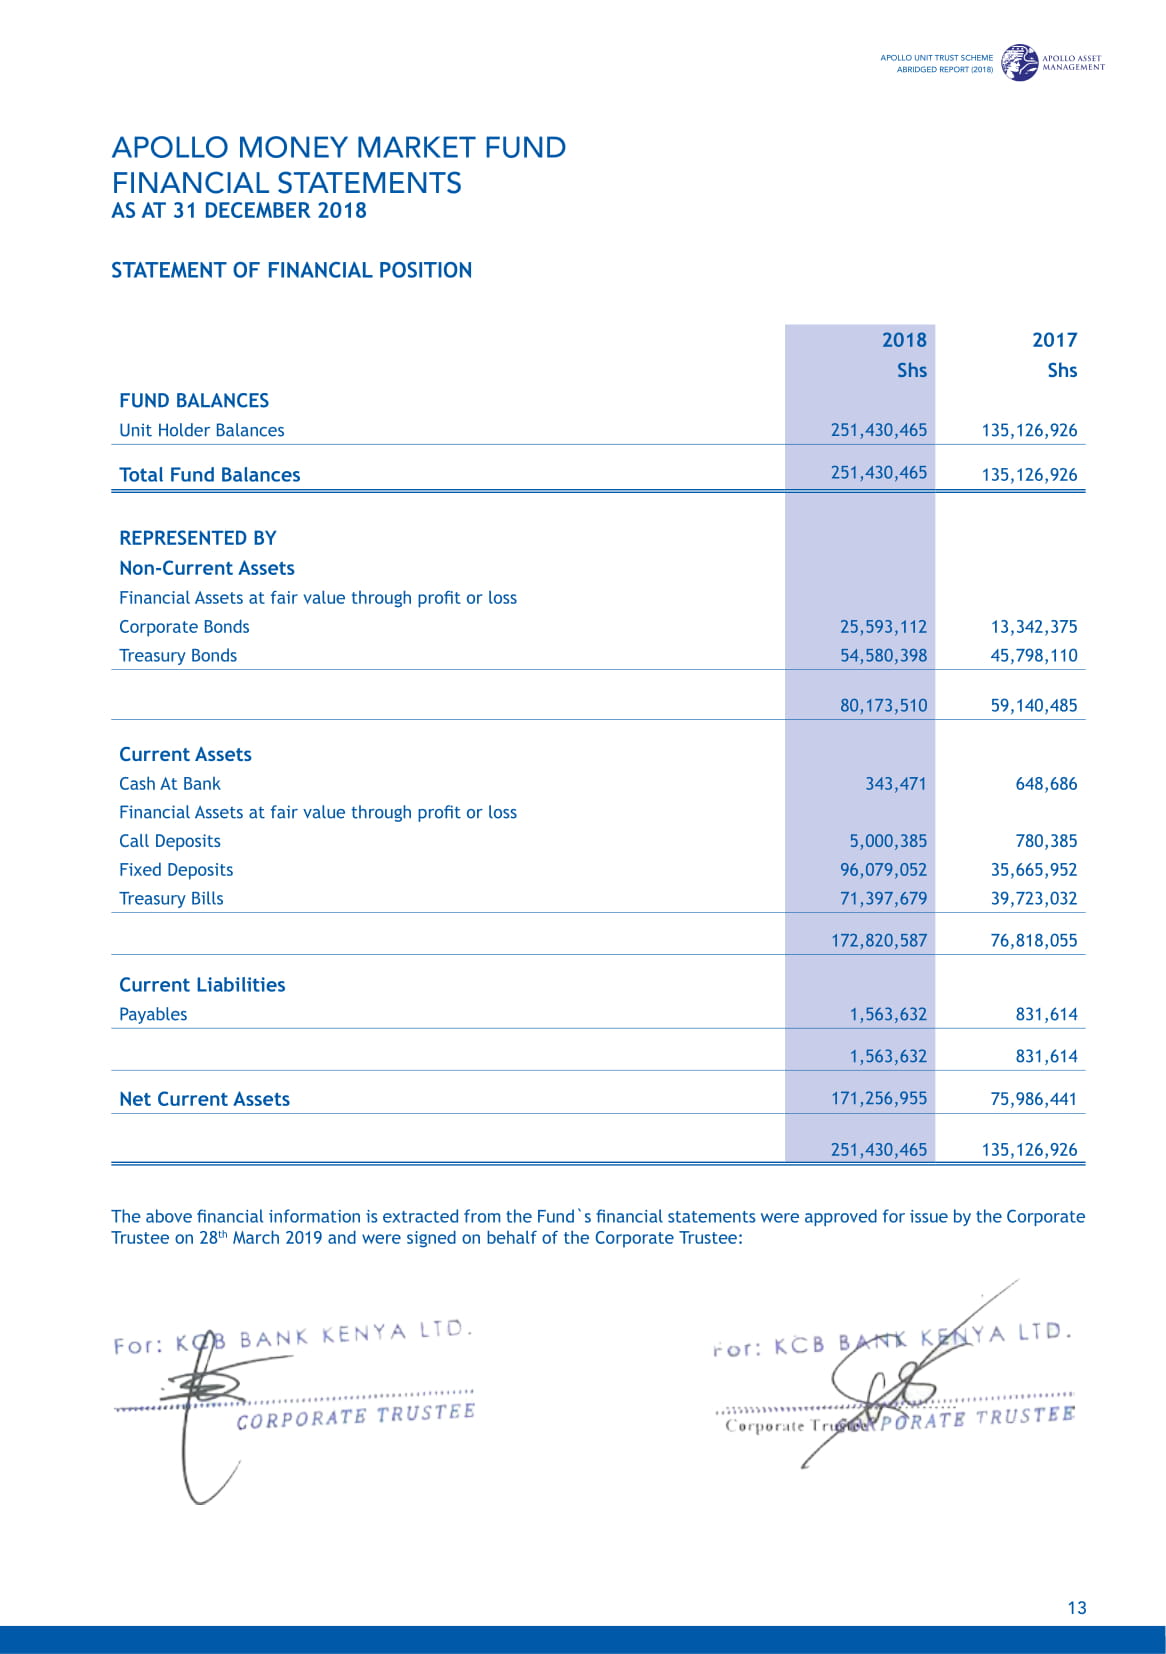 APOLLO UNIT TRUST SCHEME
ABRIDGED REPORT (2018)
APOLLO ASSET
MANAGEMENT
APOLLO MONEY MARKET FUND
FINANCIAL STATEMENTS
AS AT 31 DECEMBER 2018
STATEMENT OF FINANCIAL POSITION
2018 2017
Shs Shs
FUND BALANCES
Unit Holder Balances 251,430,465 135,126,926
Total Fund Balances 251,430,465 135,126,926
REPRESENTED BY
Non-Current Assets
Financial Assets at fair value through profit or loss
Corporate Bonds 25,593,112 13,342,375
Treasury Bonds 54,580,398 45,798,110
80,173,510 59,140,485
Current Assets
Cash At Bank 343,471 648,686
Financial Assets at fair value through profit or loss
Call Deposits 5,000,385 780,385
Fixed Deposits 96,079,052 35,665,952
Treasury Bills 71,397,679 39,723,032
172,820,587 76,818,055
Current Liabilities
Payables 1,563,632 831,614
1,563,632 831,614
Net Current Assets 171,256,955 75,986,441
251,430,465 135,126,926
The above financial information is extracted from the Fund`s financial statements were approved for issue by the Corporate
Trustee on 28th March 2019 and were signed on behalf of the Corporate Trustee:
For: KCB BANK KENYA LTD.
CORPORATE TRUSTEE
For: KCB BANK KENYA LTD.
Corporate Trustee CORPORATE TRUSTEE
13